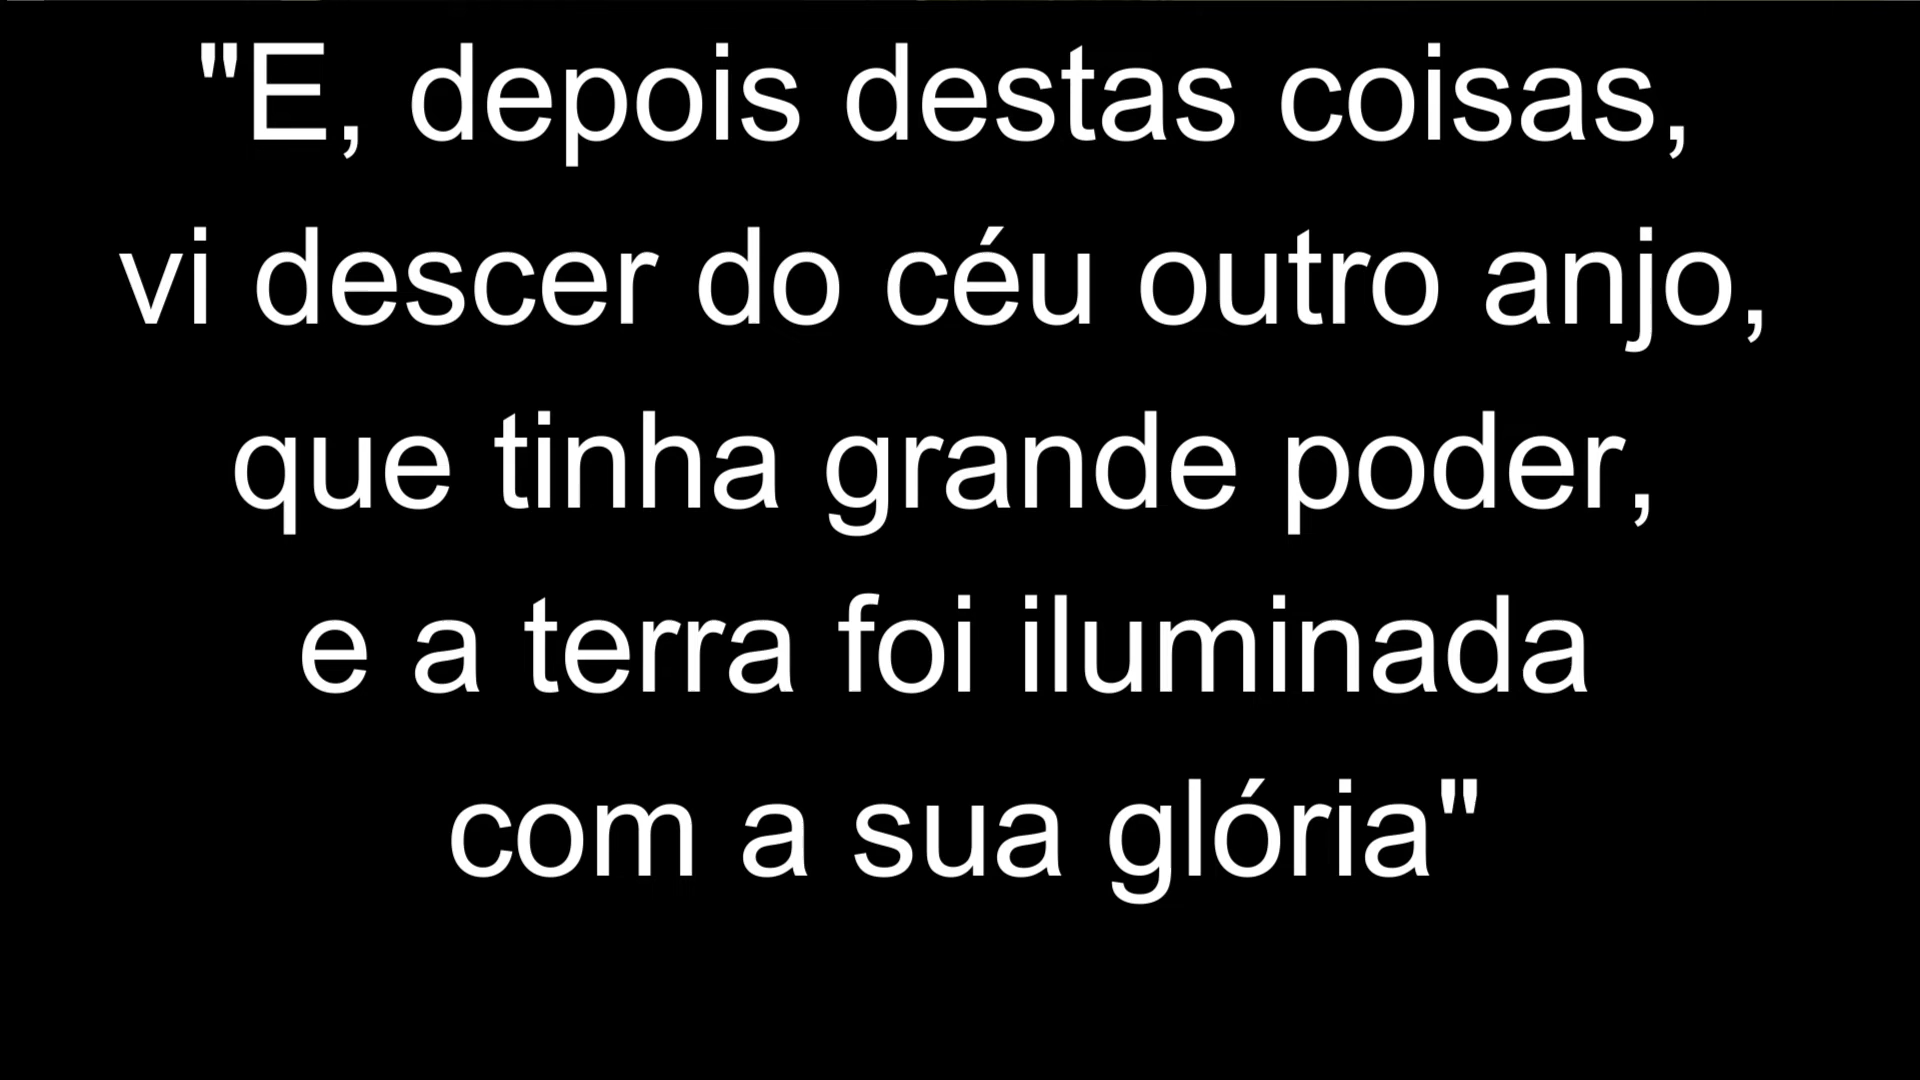 "E, depois destas coisas,
vi descer do céu outro anjo,
que tinha grande poder,
e a terra foi iluminada
com a sua glória"